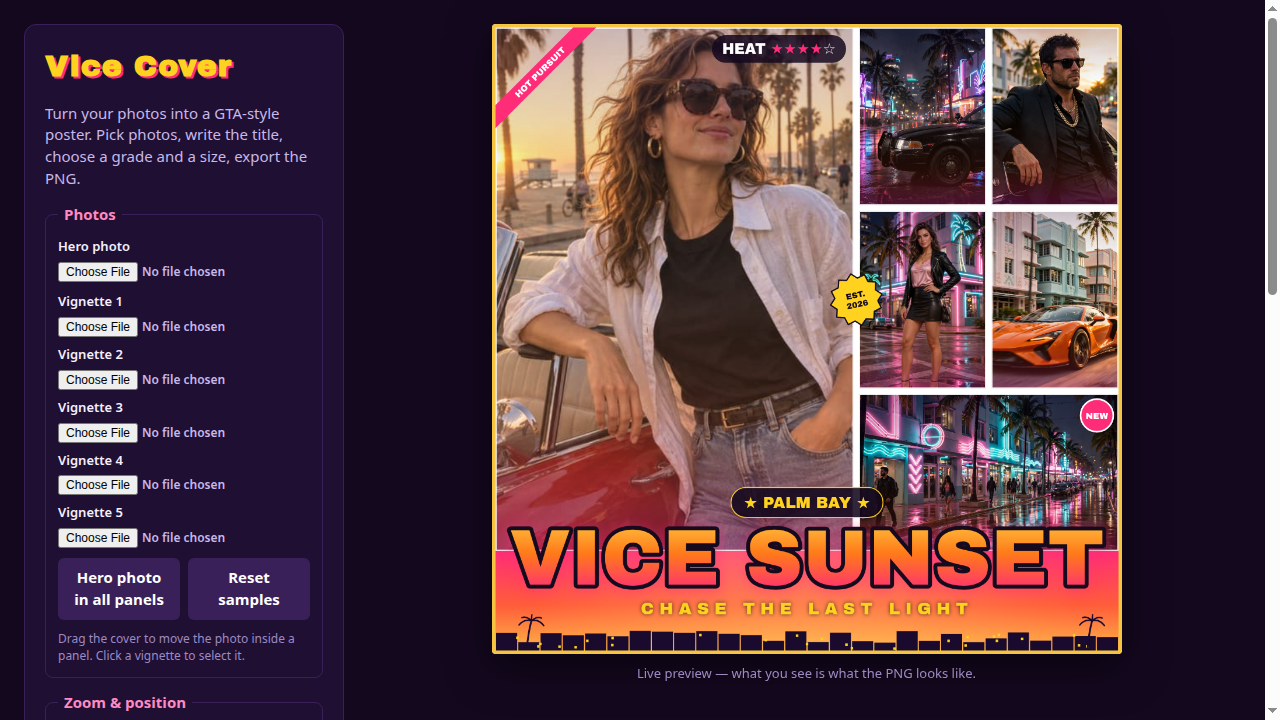 Vice Cover
Turn your photos into a GTA-style
poster. Pick photos, write the title,
choose a grade and a size, export the
PNG.
Photos
Hero photo
Choose File No file chosen
Vignette 1
Choose File No file chosen
Vignette 2
Choose File No file chosen
Vignette 3
Choose File No file chosen
Vignette 4
Choose File No file chosen
Vignette 5
Choose File No file chosen
Hero photo
in all panels
Reset
samples
Drag the cover to move the photo inside a
panel. Click a vignette to select it.
Zoom & position
HOT PURSUIT
HEAT ★★★★☆
EST.
2026
NEW
★ PALM BAY ★
VICE SUNSET
CHASE THE LAST LIGHT
Live preview — what you see is what the PNG looks like.